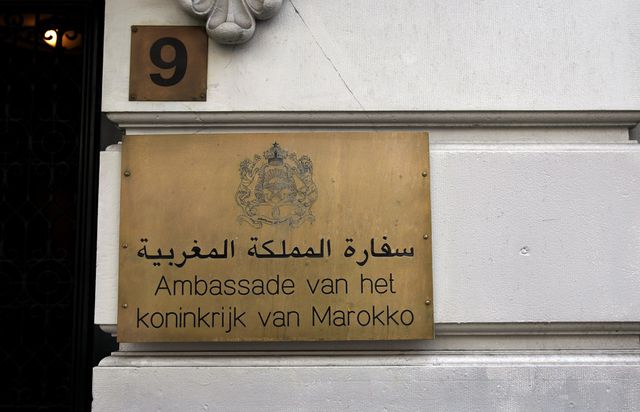 9
سفارة المملكة المغربية
Ambassade van het
koninkrijk van Marokko